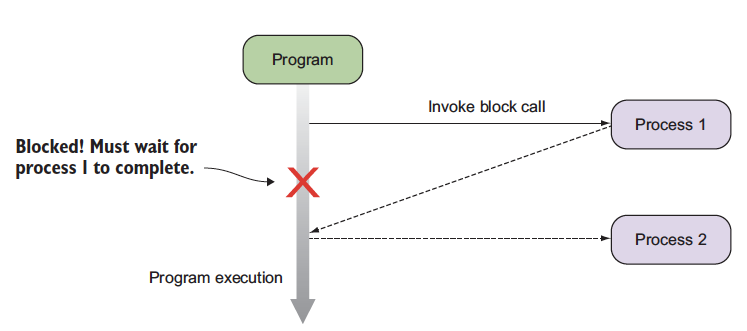 Program
Invoke block call
Process 1
Blocked! Must wait for
process 1 to complete.
Process 2
Program execution